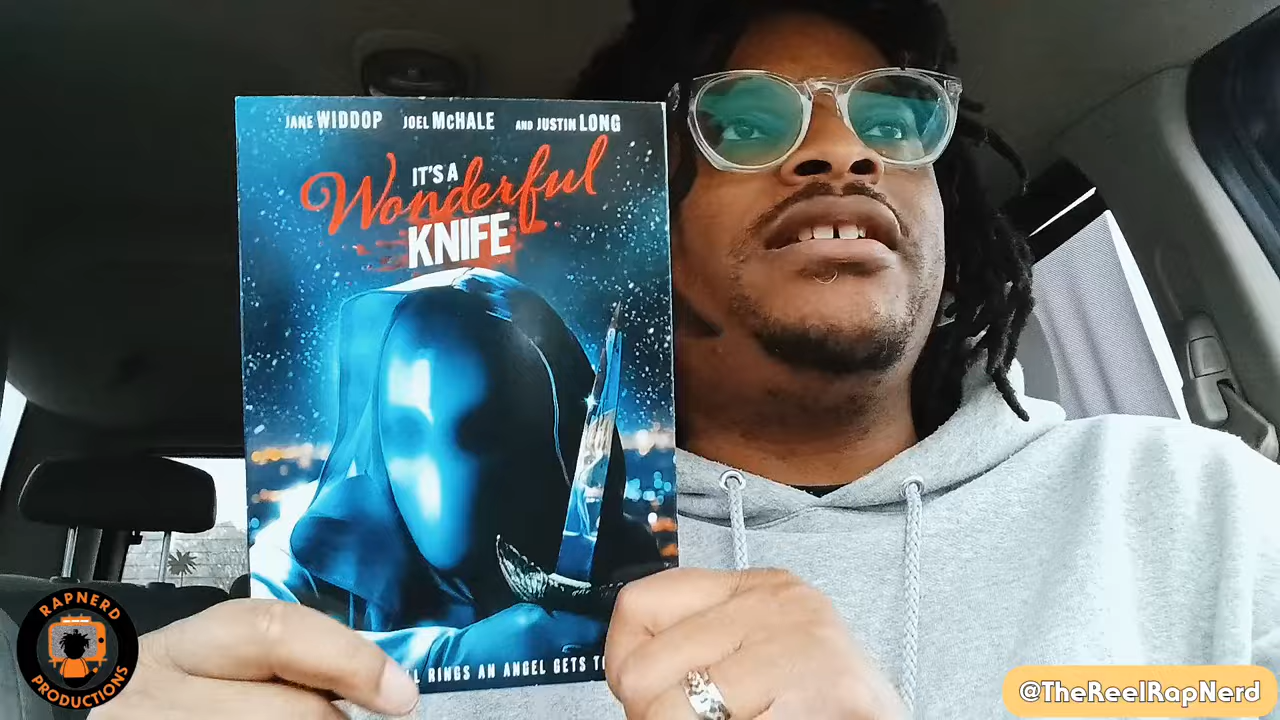 JANE WIDDOP JOEL McHALE AND JUSTIN LONG
IT'S A
Wonderful
KNIFE
RINGS AN ANGEL GETS
RAPNERD
PRODUCTIONS
@TheReelRapNerd